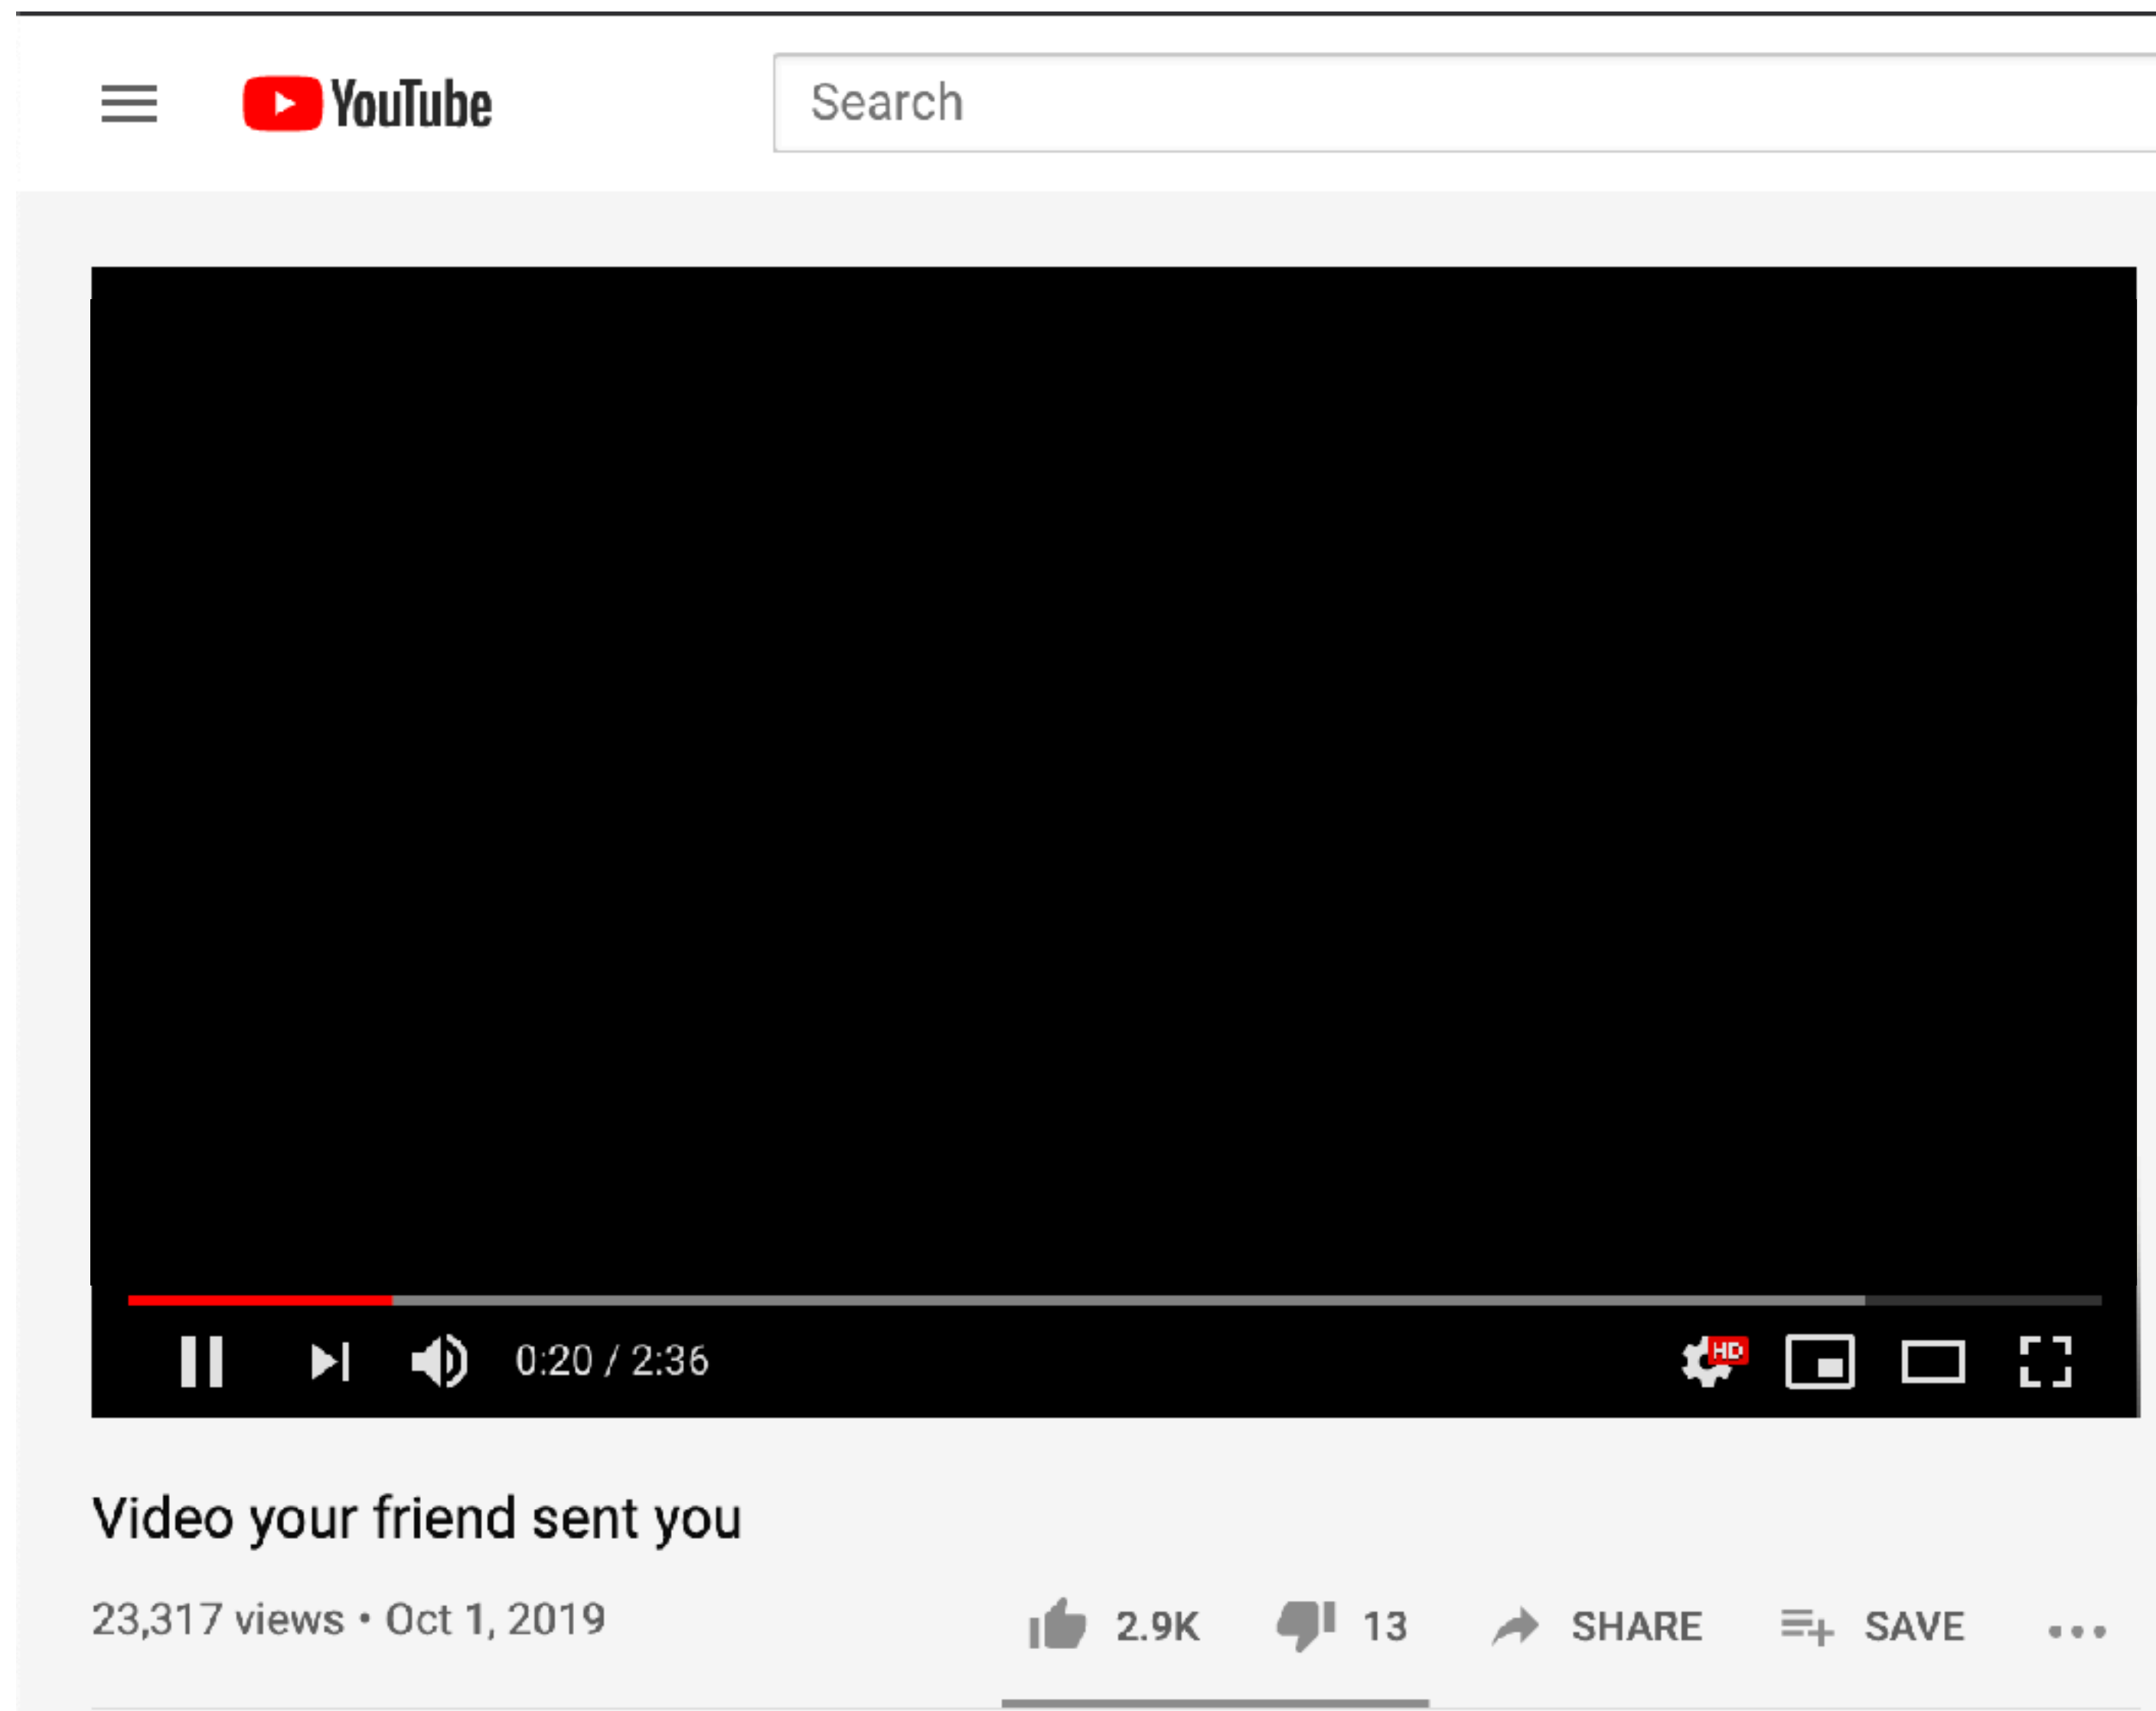 YouTube
Search
0:20 / 2:36
HD
Video your friend sent you
23,317 views • Oct 1, 2019
2.9K 13 SHARE SAVE